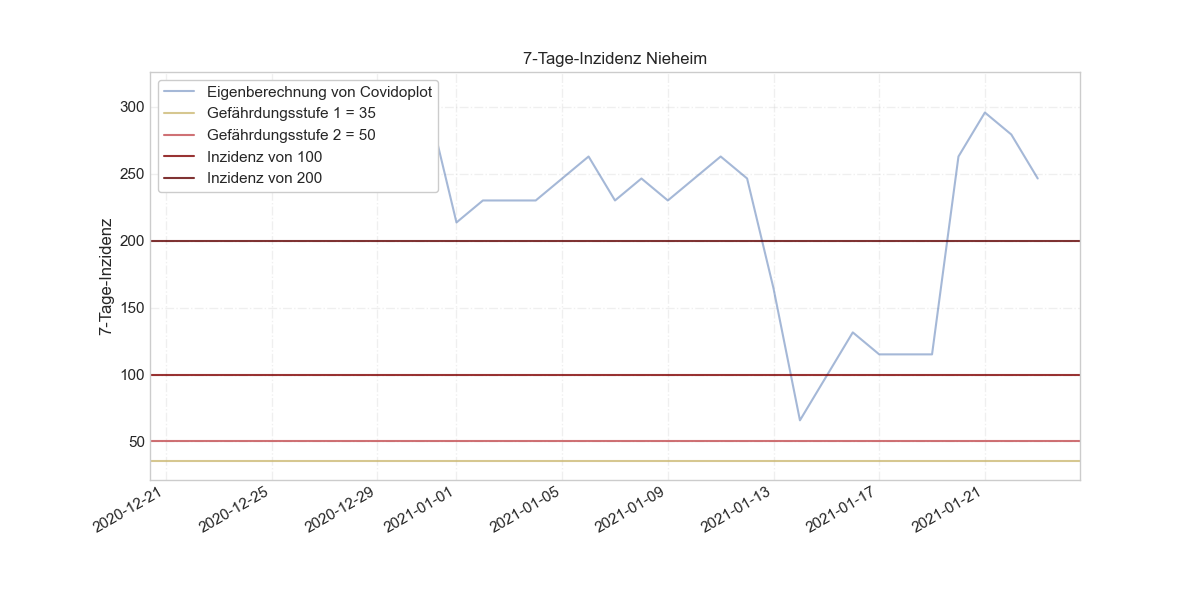 7-Tage-Inzidenz Nieheim
Eigenberechnung von Covidoplot
Gefährdungsstufe 1 = 35
Gefährdungsstufe 2 = 50
Inzidenz von 100
Inzidenz von 200
7-Tage-Inzidenz
300
250
200
150
100
50
2020-12-21
2020-12-25
2020-12-29
2021-01-01
2021-01-05
2021-01-09
2021-01-13
2021-01-17
2021-01-21